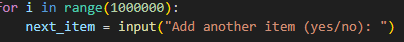 for i in range(1000000):
    next_item = input("Add another item (yes/no): ")